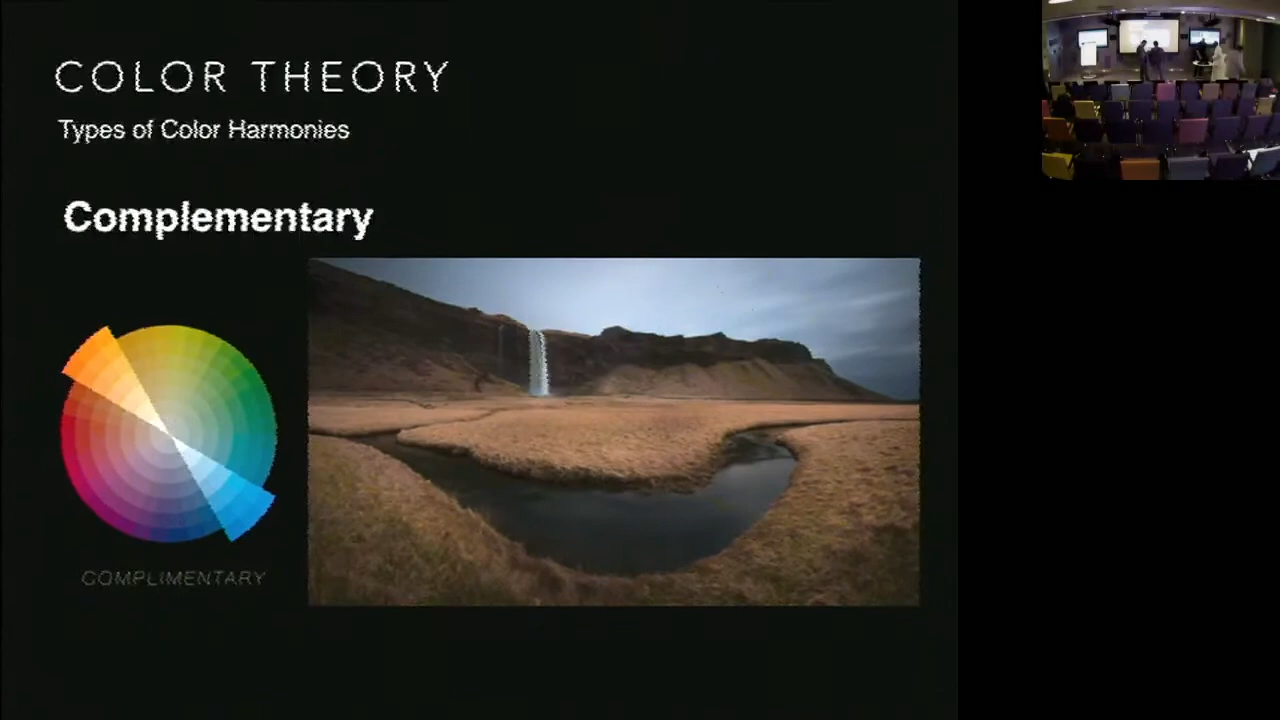 COLOR THEORY
Types of Color Harmonies
Complementary
COMPLIMENTARY